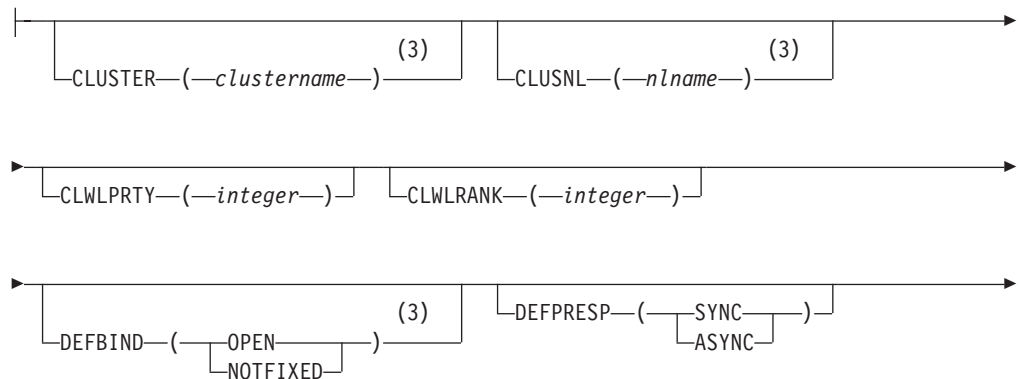 (3) (3)
CLUSTER ( clustername ) CLUSNL ( nlname )
CLWLPRTY ( integer ) CLWLRANK ( integer )
(3) DEFPRESP ( SYNC )
DEFBIND ( OPEN ) ASYNC
NOTFIXED